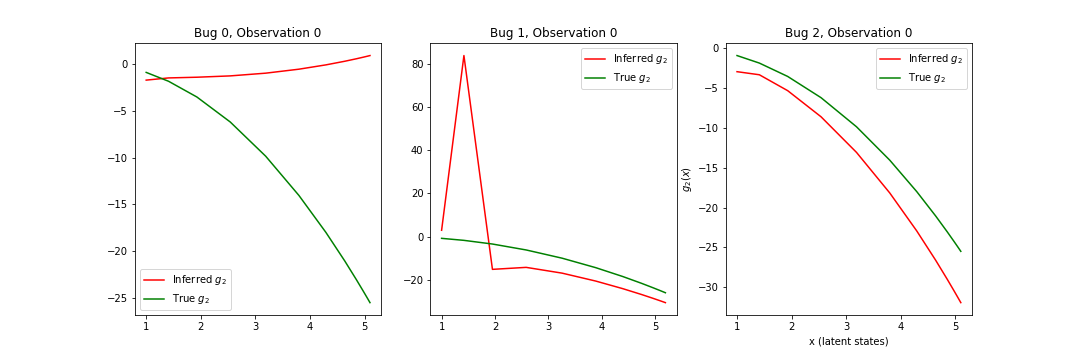 Bug 0, Observation 0
0
−5
−10
−15
−20
−25
1 2 3 4 5
Inferred g₂
True g₂
Bug 1, Observation 0
80
60
40
20
0
−20
1 2 3 4 5
Inferred g₂
True g₂
Bug 2, Observation 0
g₂(x)
0
−5
−10
−15
−20
−25
−30
1 2 3 4 5
x (latent states)
Inferred g₂
True g₂